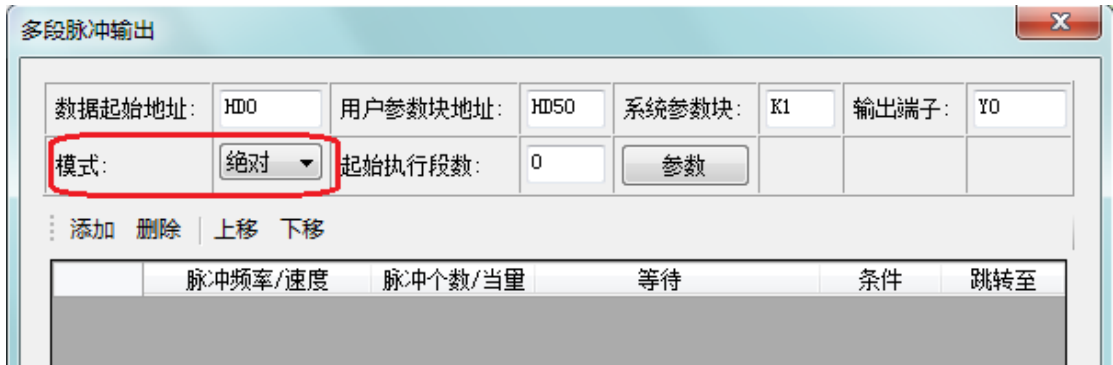 多段脉冲输出
数据起始地址: HD0 用户参数块地址: HD50 系统参数块: K1 输出端子: Y0
模式: 绝对 起始执行段数: 0 参数
添加 删除 上移 下移
脉冲频率/速度 脉冲个数/当量 等待 条件 跳转至